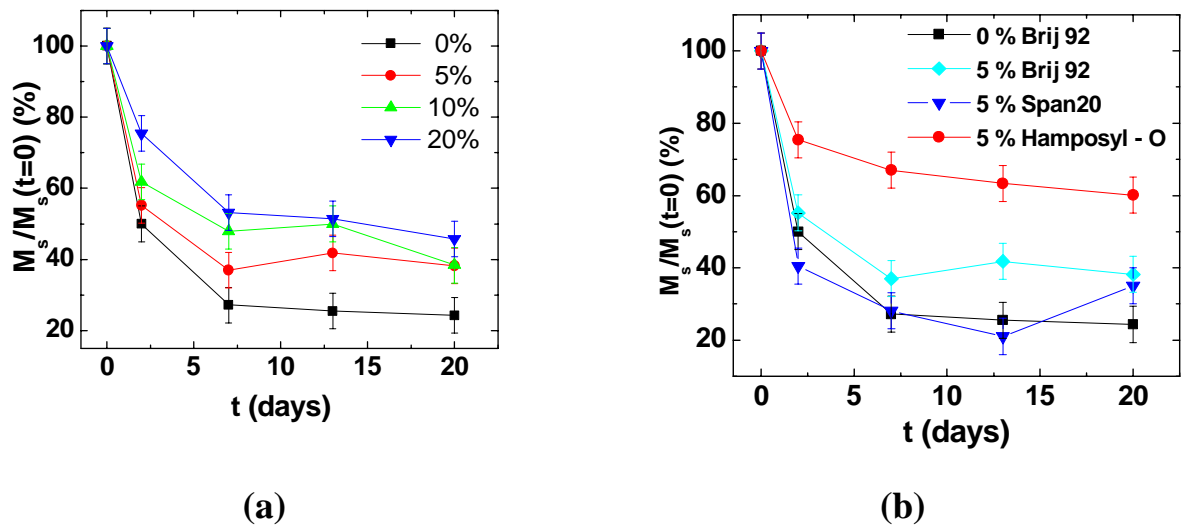 100
80
60
40
20
M_s/M_s(t=0) (%)
0%
5%
10%
20%
0
5
10
15
20
t (days)
(a)
100
80
60
40
20
M_s/M_s(t=0) (%)
0 % Brij 92
5 % Brij 92
5 % Span20
5 % Hamposyl - O
0
5
10
15
20
t (days)
(b)